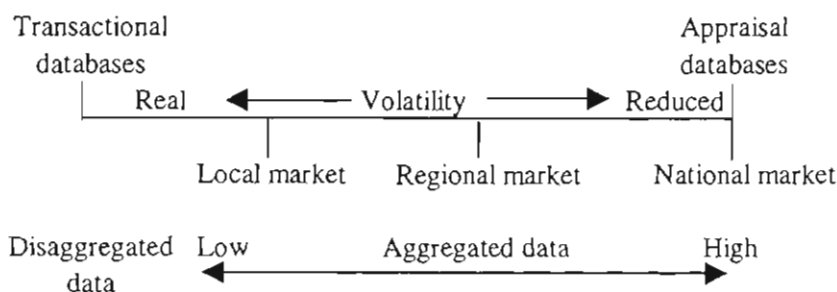 Transactional databases
Appraisal databases
Real Volatility Reduced
Local market Regional market National market
Disaggregated data
Low Aggregated data High